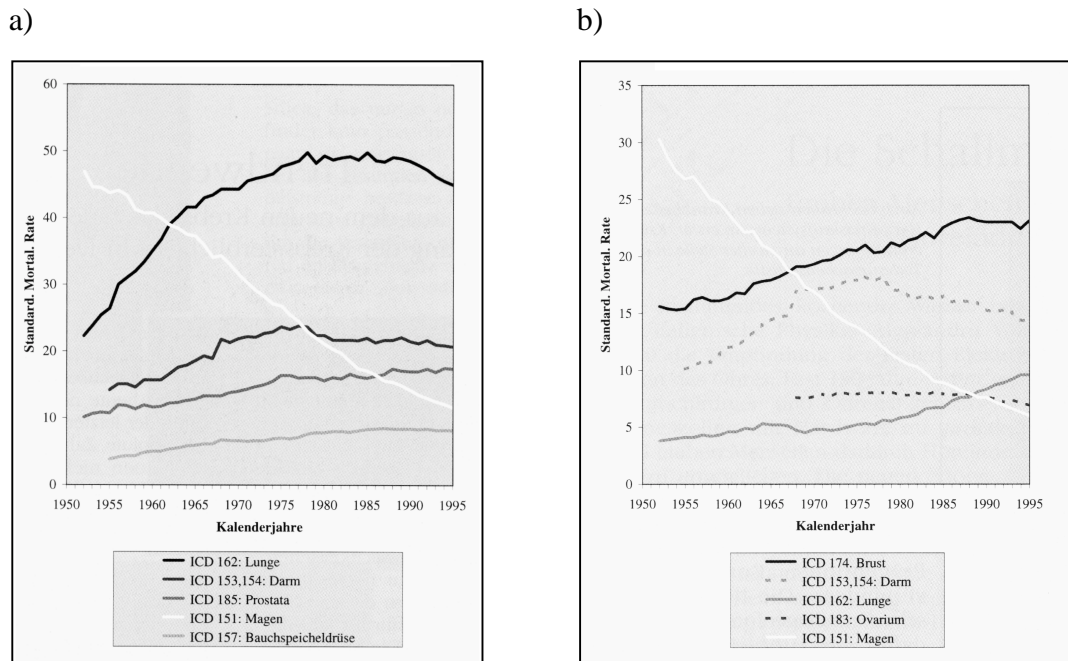 a)
60
50
40
30
20
10
0
Standard. Mortal. Rate
1950 1955 1960 1965 1970 1975 1980 1985 1990 1995
Kalenderjahre
ICD 162: Lunge
ICD 153,154: Darm
ICD 185: Prostata
ICD 151: Magen
ICD 157: Bauchspeicheldrüse
b)
35
30
25
20
15
10
5
0
Standard. Mortal. Rate
1950 1955 1960 1965 1970 1975 1980 1985 1990 1995
Kalenderjahr
ICD 174. Brust
ICD 153,154: Darm
ICD 162: Lunge
ICD 183: Ovarium
ICD 151: Magen